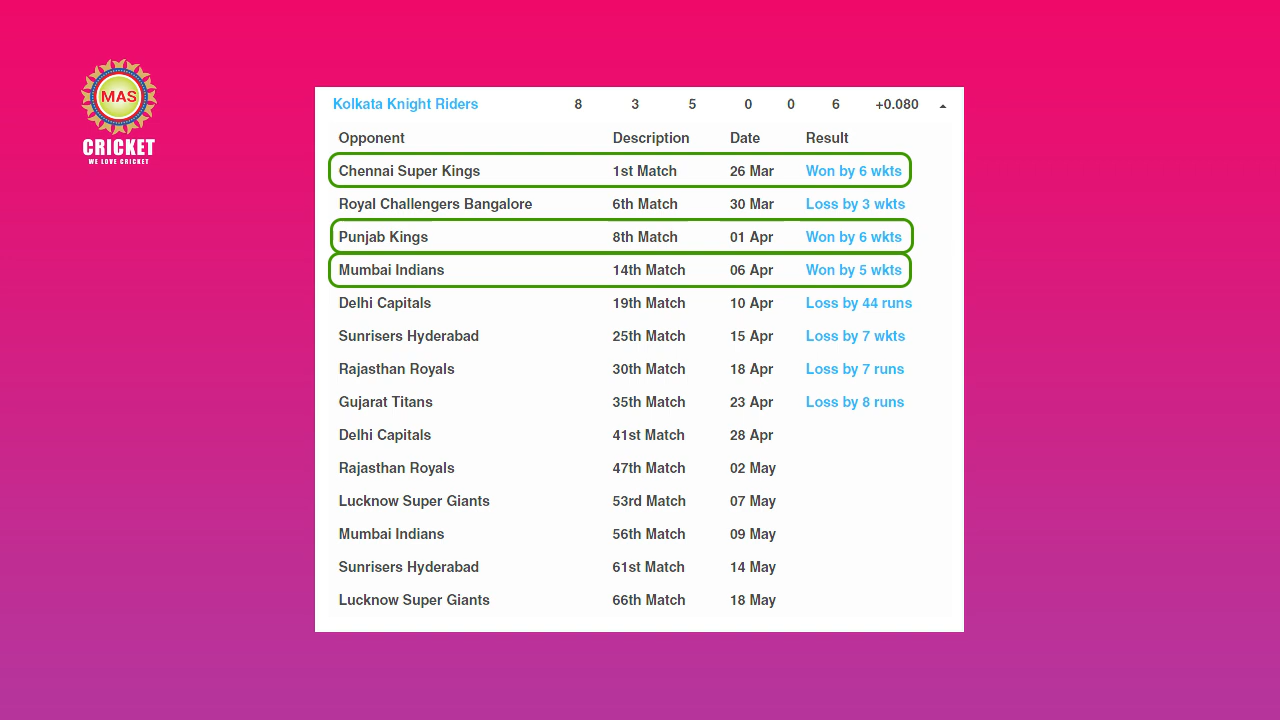 MAS
CRICKET
WE LOVE CRICKET
Kolkata Knight Riders 8 3 5 0 0 6 +0.080
Opponent Description Date Result
Chennai Super Kings 1st Match 26 Mar Won by 6 wkts
Royal Challengers Bangalore 6th Match 30 Mar Loss by 3 wkts
Punjab Kings 8th Match 01 Apr Won by 6 wkts
Mumbai Indians 14th Match 06 Apr Won by 5 wkts
Delhi Capitals 19th Match 10 Apr Loss by 44 runs
Sunrisers Hyderabad 25th Match 15 Apr Loss by 7 wkts
Rajasthan Royals 30th Match 18 Apr Loss by 7 runs
Gujarat Titans 35th Match 23 Apr Loss by 8 runs
Delhi Capitals 41st Match 28 Apr
Rajasthan Royals 47th Match 02 May
Lucknow Super Giants 53rd Match 07 May
Mumbai Indians 56th Match 09 May
Sunrisers Hyderabad 61st Match 14 May
Lucknow Super Giants 66th Match 18 May